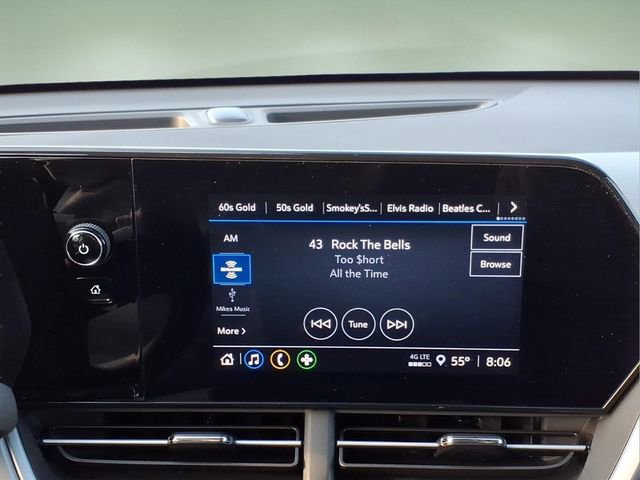 60s Gold 50s Gold Smokey'sS... Elvis Radio Beatles C...
AM
43 Rock The Bells
Too $hort
All the Time
Sound
Browse
Mikes Music
More
Tune
4G LTE
55° 8:06